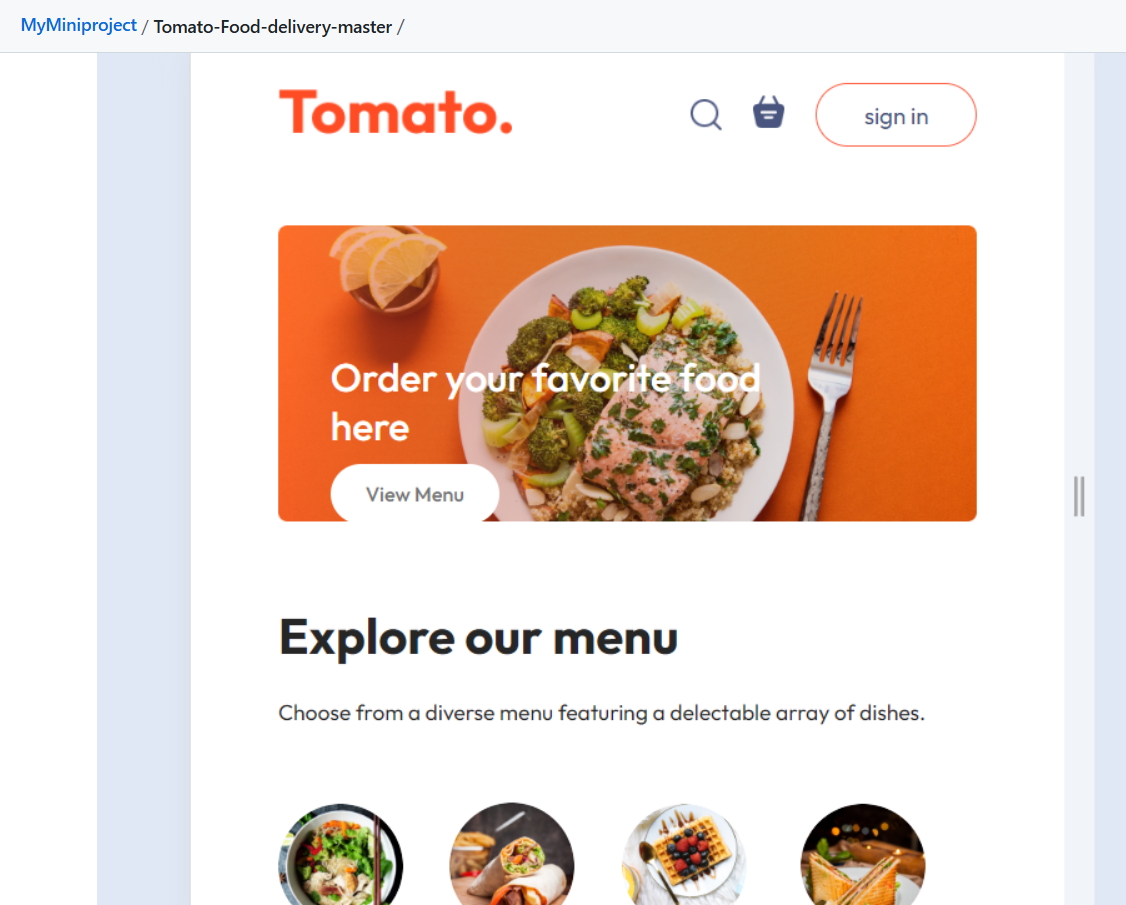 MyMiniproject / Tomato-Food-delivery-master /
Tomato.
sign in
Order your favorite food
here
View Menu
Explore our menu
Choose from a diverse menu featuring a delectable array of dishes.